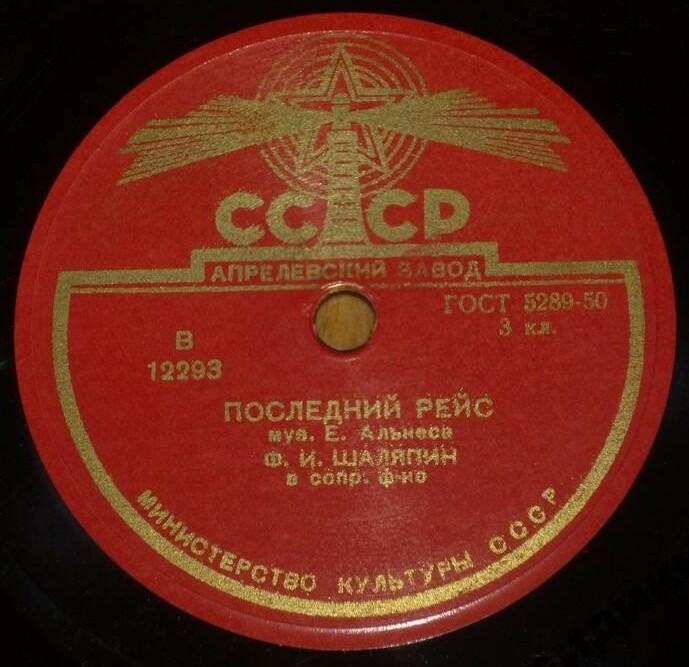 СССР
АПРЕЛЕВСКИЙ ЗАВОД
ГОСТ 5289-50
3 кл.
В
12293
ПОСЛЕДНИЙ РЕЙС
муз. Е. Альнеса
Ф. И. ШАЛЯПИН
в сопр. ф-но
МИНИСТЕРСТВО КУЛЬТУРЫ СССР